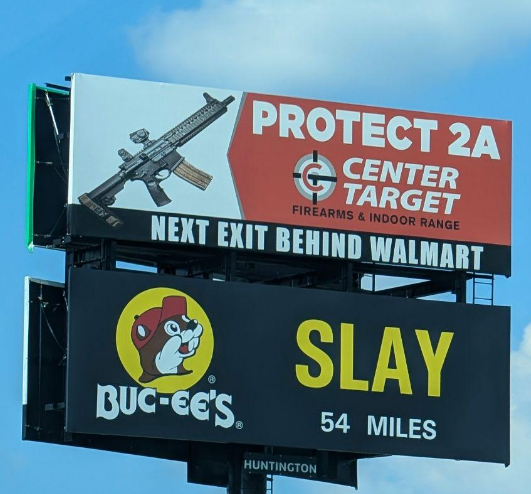 PROTECT 2A
CENTER
TARGET
FIREARMS & INDOOR RANGE
NEXT EXIT BEHIND WALMART
BUC-EE'S®
SLAY
54 MILES
HUNTINGTON